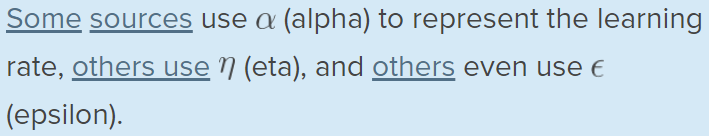 Some sources use α (alpha) to represent the learning
rate, others use η (eta), and others even use ϵ
(epsilon).